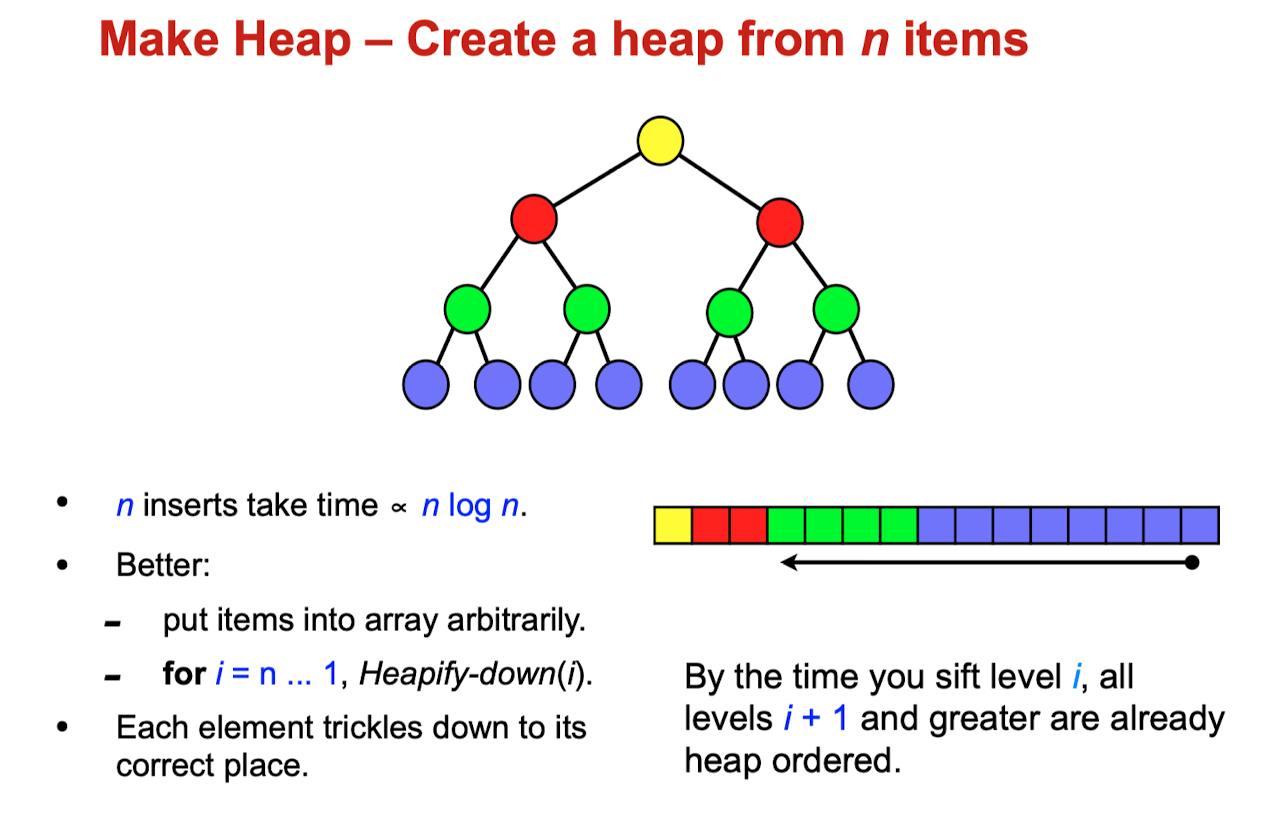 Make Heap – Create a heap from n items
• n inserts take time ∝ n log n.
• Better:
– put items into array arbitrarily.
– for i = n ... 1, Heapify-down(i).
• Each element trickles down to its
correct place.
By the time you sift level i, all
levels i + 1 and greater are already
heap ordered.